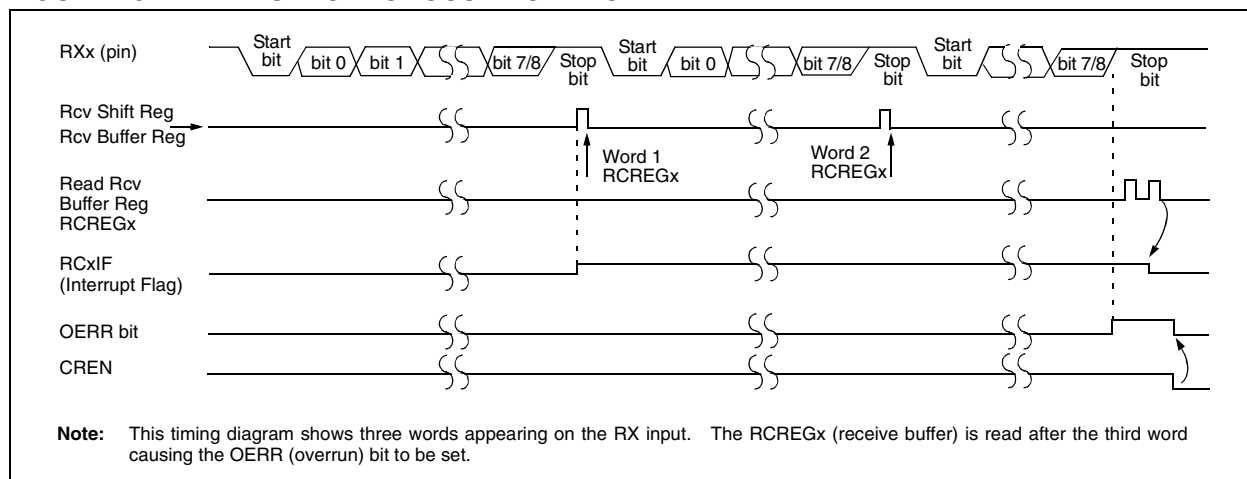 RXx (pin)
Start bit
bit 0
bit 1
bit 7/8
Stop bit
Start bit
bit 0
bit 7/8
Stop bit
Start bit
bit 7/8
Stop bit
Rcv Shift Reg
Rcv Buffer Reg
Word 1
RCREGx
Word 2
RCREGx
Read Rcv
Buffer Reg
RCREGx
RCxIF
(Interrupt Flag)
OERR bit
CREN
Note: This timing diagram shows three words appearing on the RX input. The RCREGx (receive buffer) is read after the third word
causing the OERR (overrun) bit to be set.